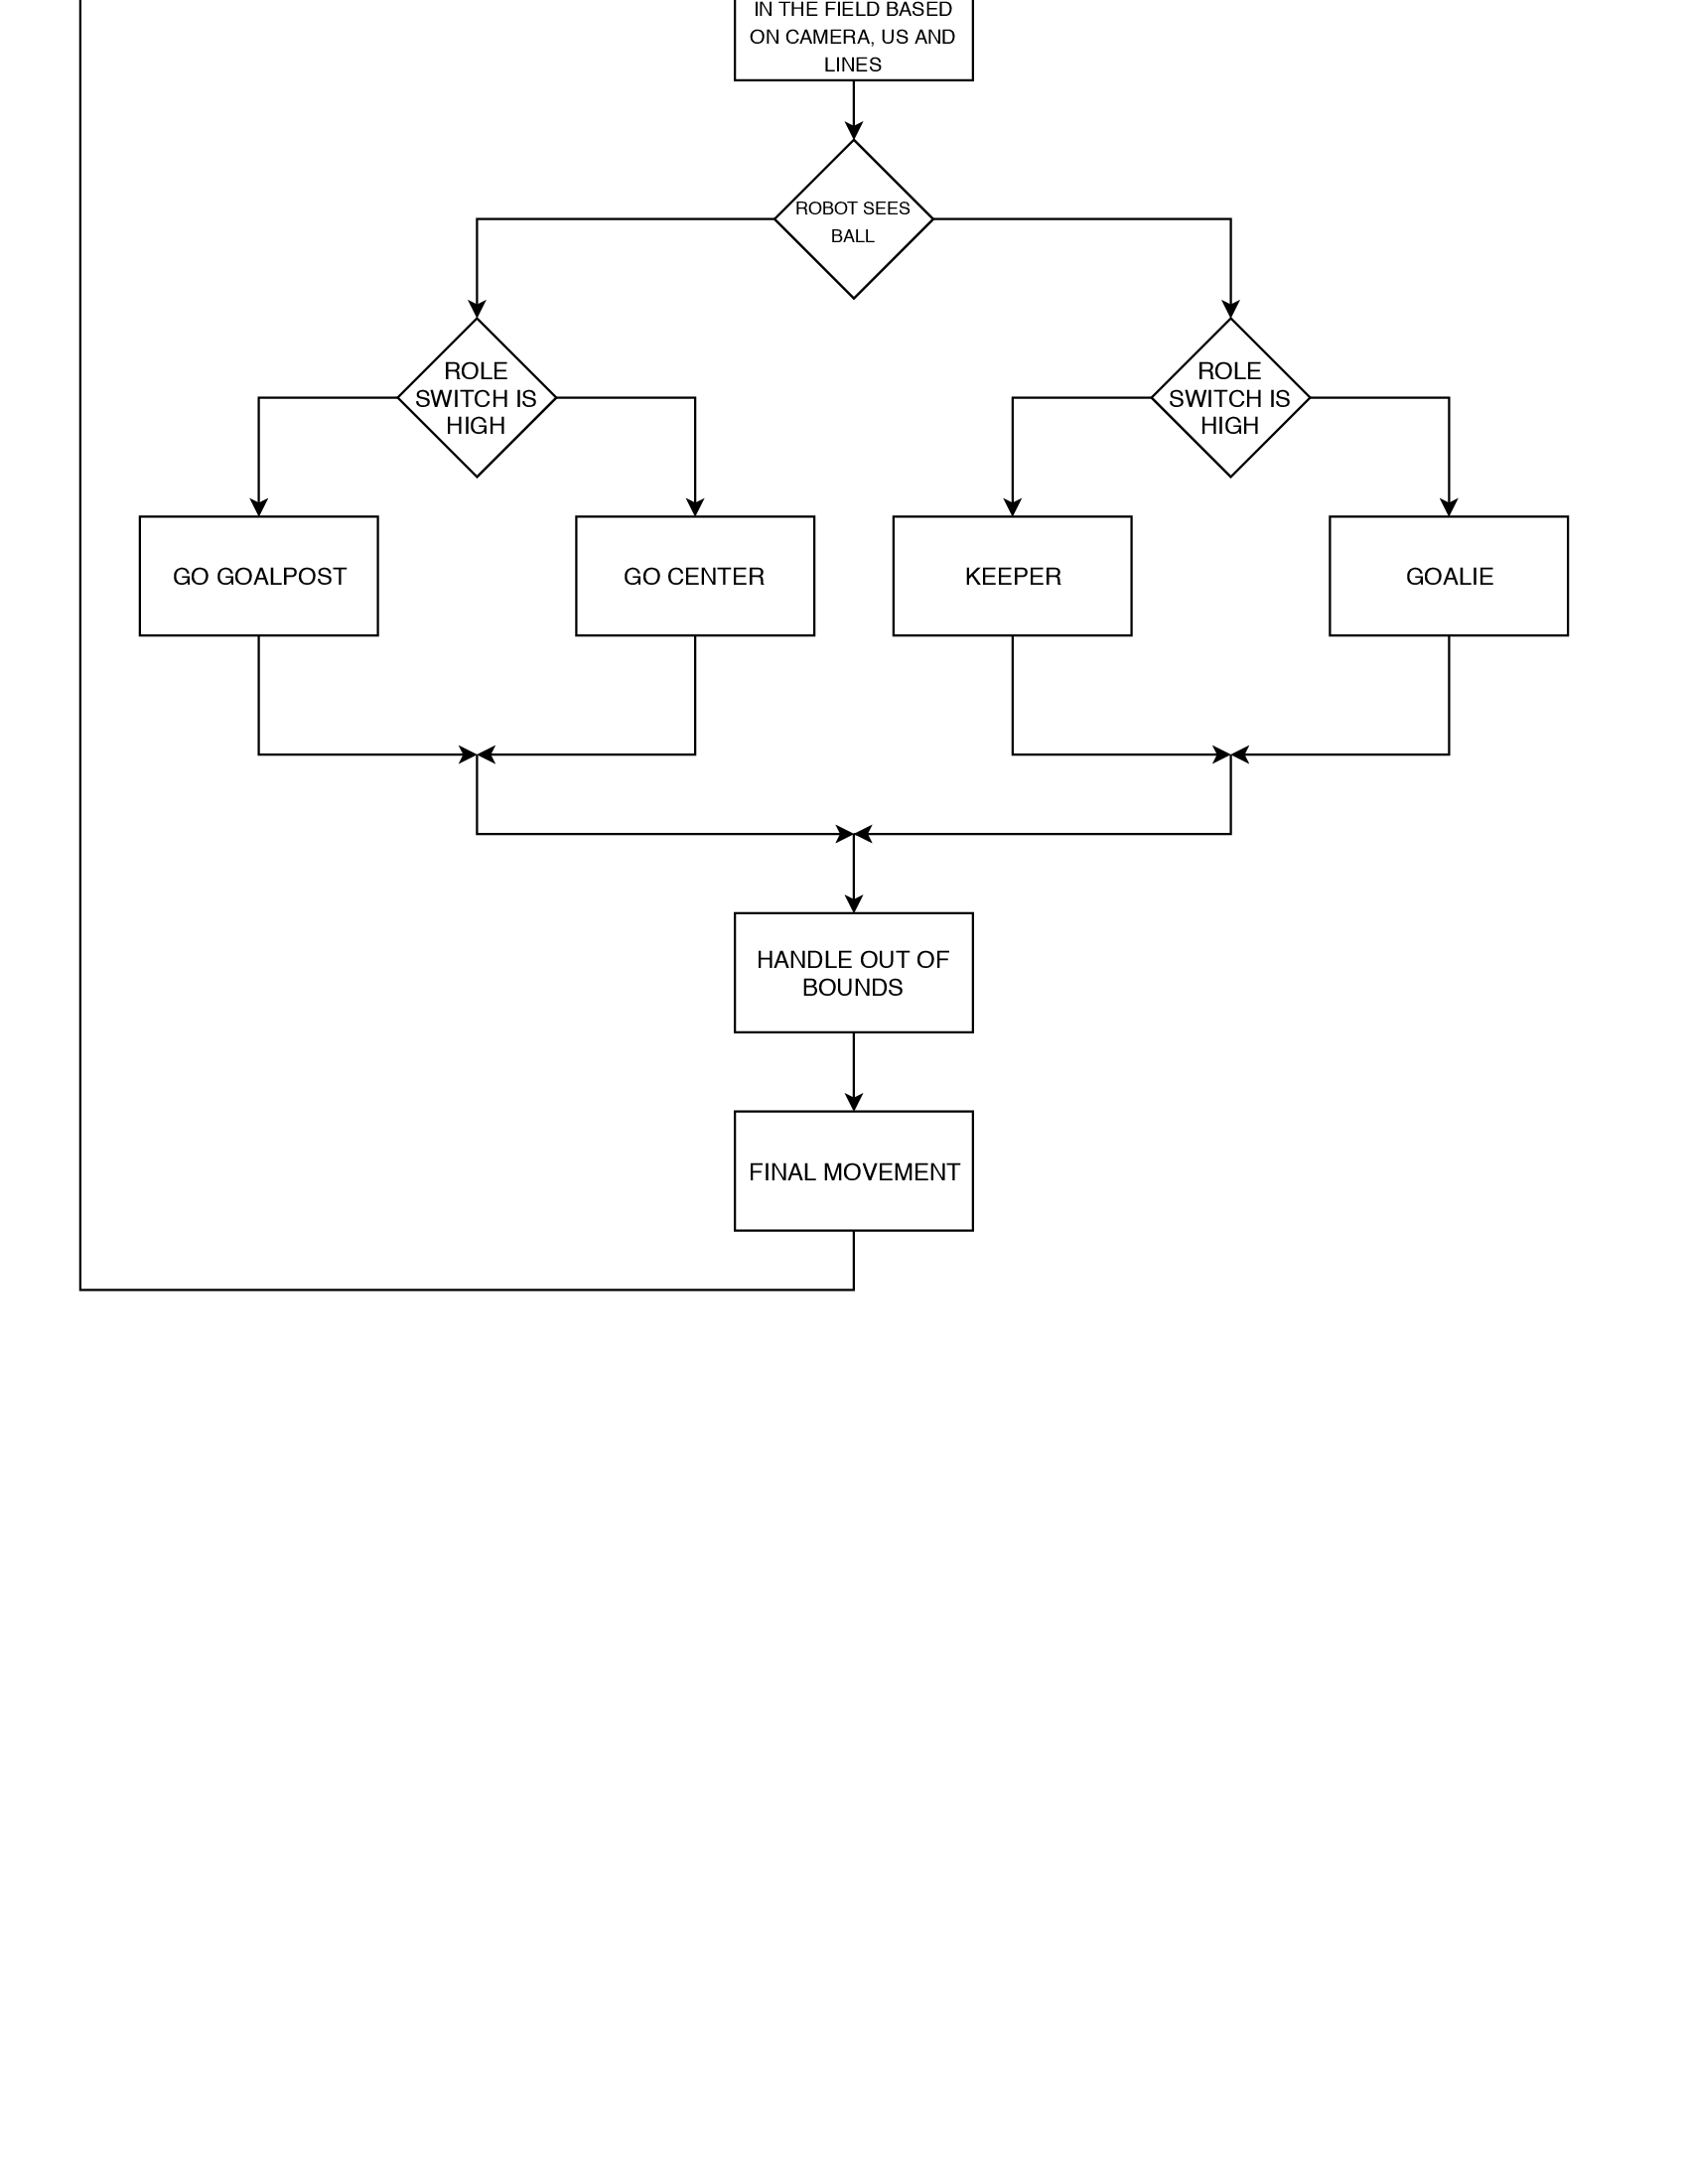 IN THE FIELD BASED
ON CAMERA, US AND
LINES
ROBOT SEES
BALL
ROLE
SWITCH IS
HIGH
ROLE
SWITCH IS
HIGH
GO GOALPOST
GO CENTER
KEEPER
GOALIE
HANDLE OUT OF
BOUNDS
FINAL MOVEMENT